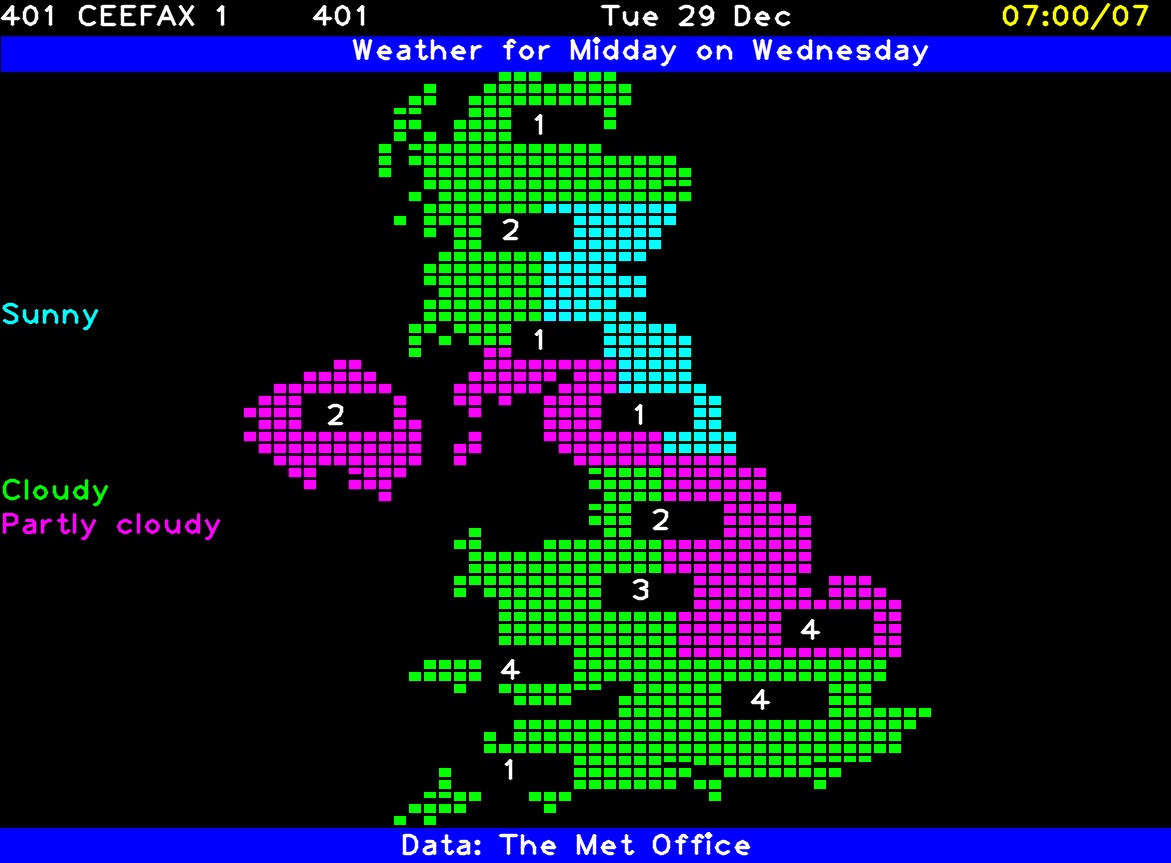 401 CEEFAX 1 401 Tue 29 Dec 07:00/07
Weather for Midday on Wednesday
1
2
Sunny
1
2 1
Cloudy
2
Partly cloudy
3
4
4
4
1
Data: The Met Office